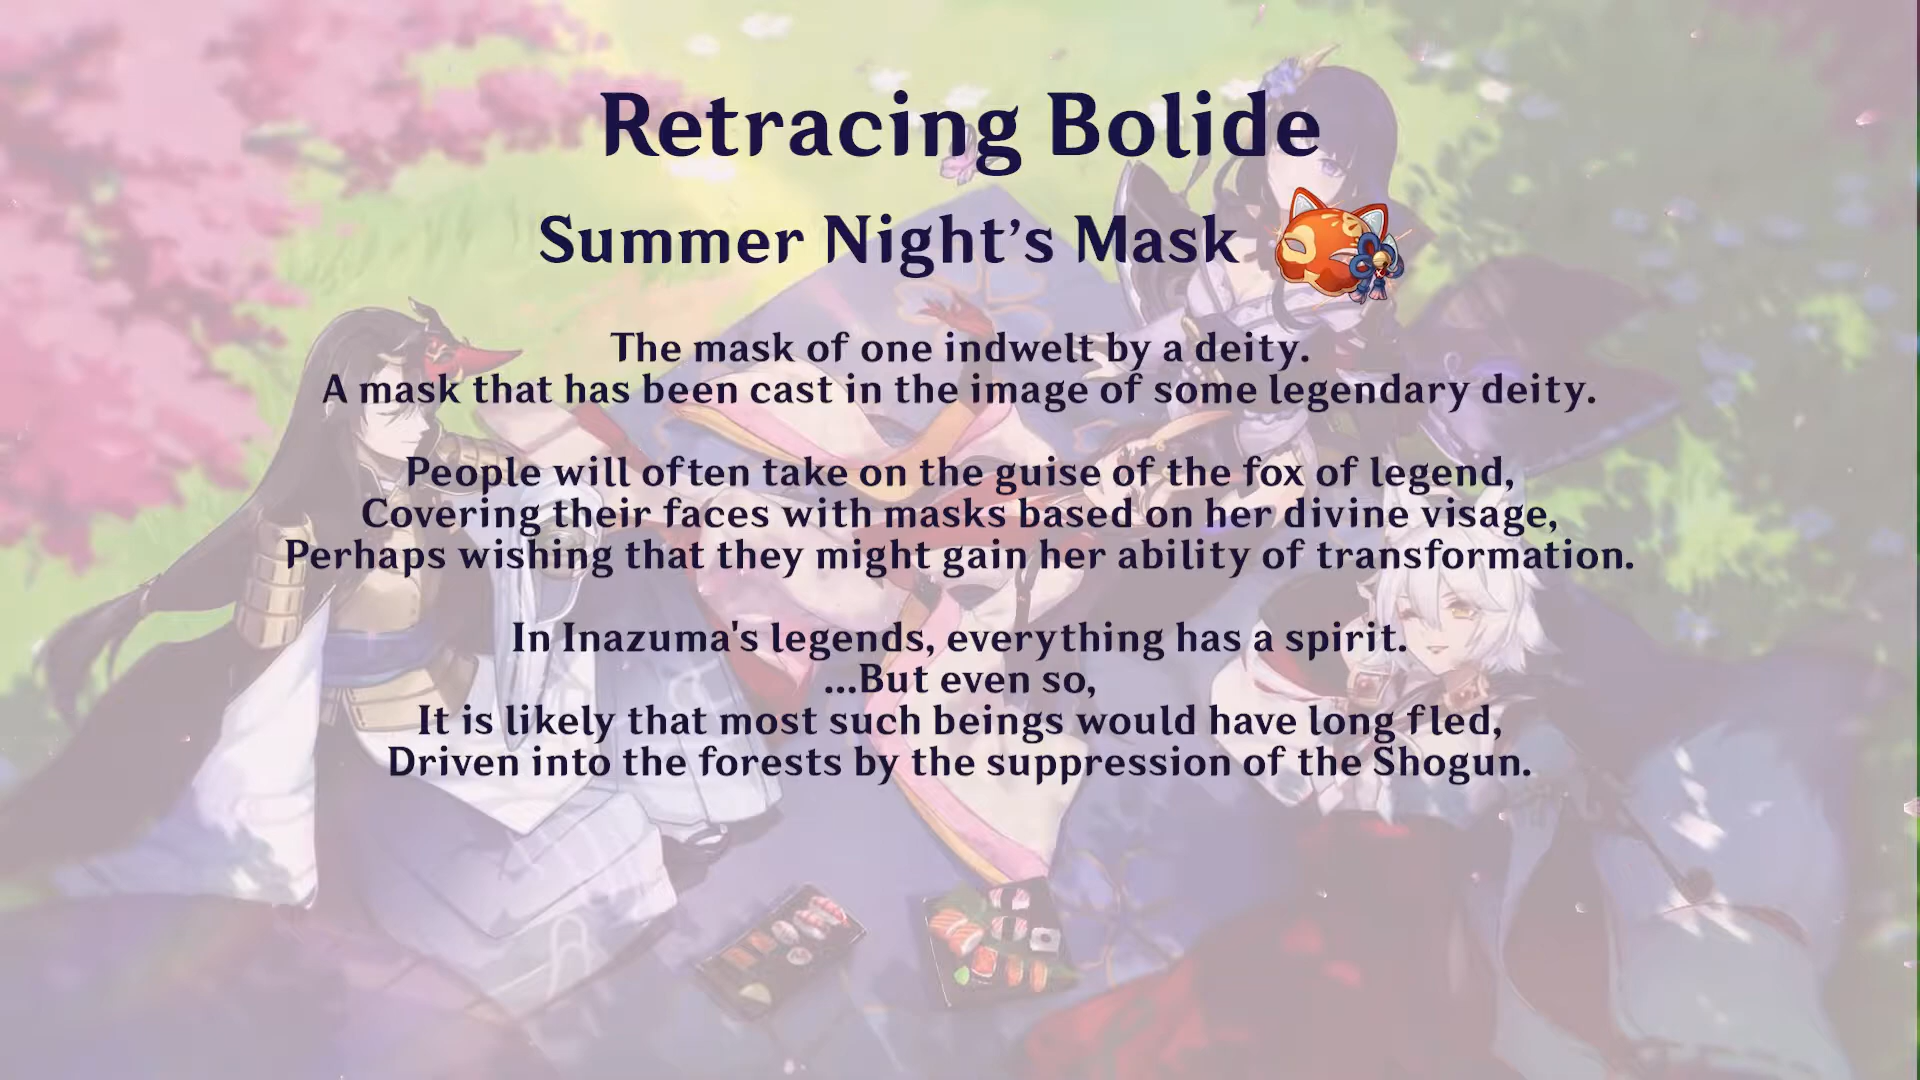 Retracing Bolide
Summer Night’s Mask
The mask of one indwelt by a deity.
A mask that has been cast in the image of some legendary deity.
People will often take on the guise of the fox of legend,
Covering their faces with masks based on her divine visage,
Perhaps wishing that they might gain her ability of transformation.
In Inazuma's legends, everything has a spirit.
...But even so,
It is likely that most such beings would have long fled,
Driven into the forests by the suppression of the Shogun.